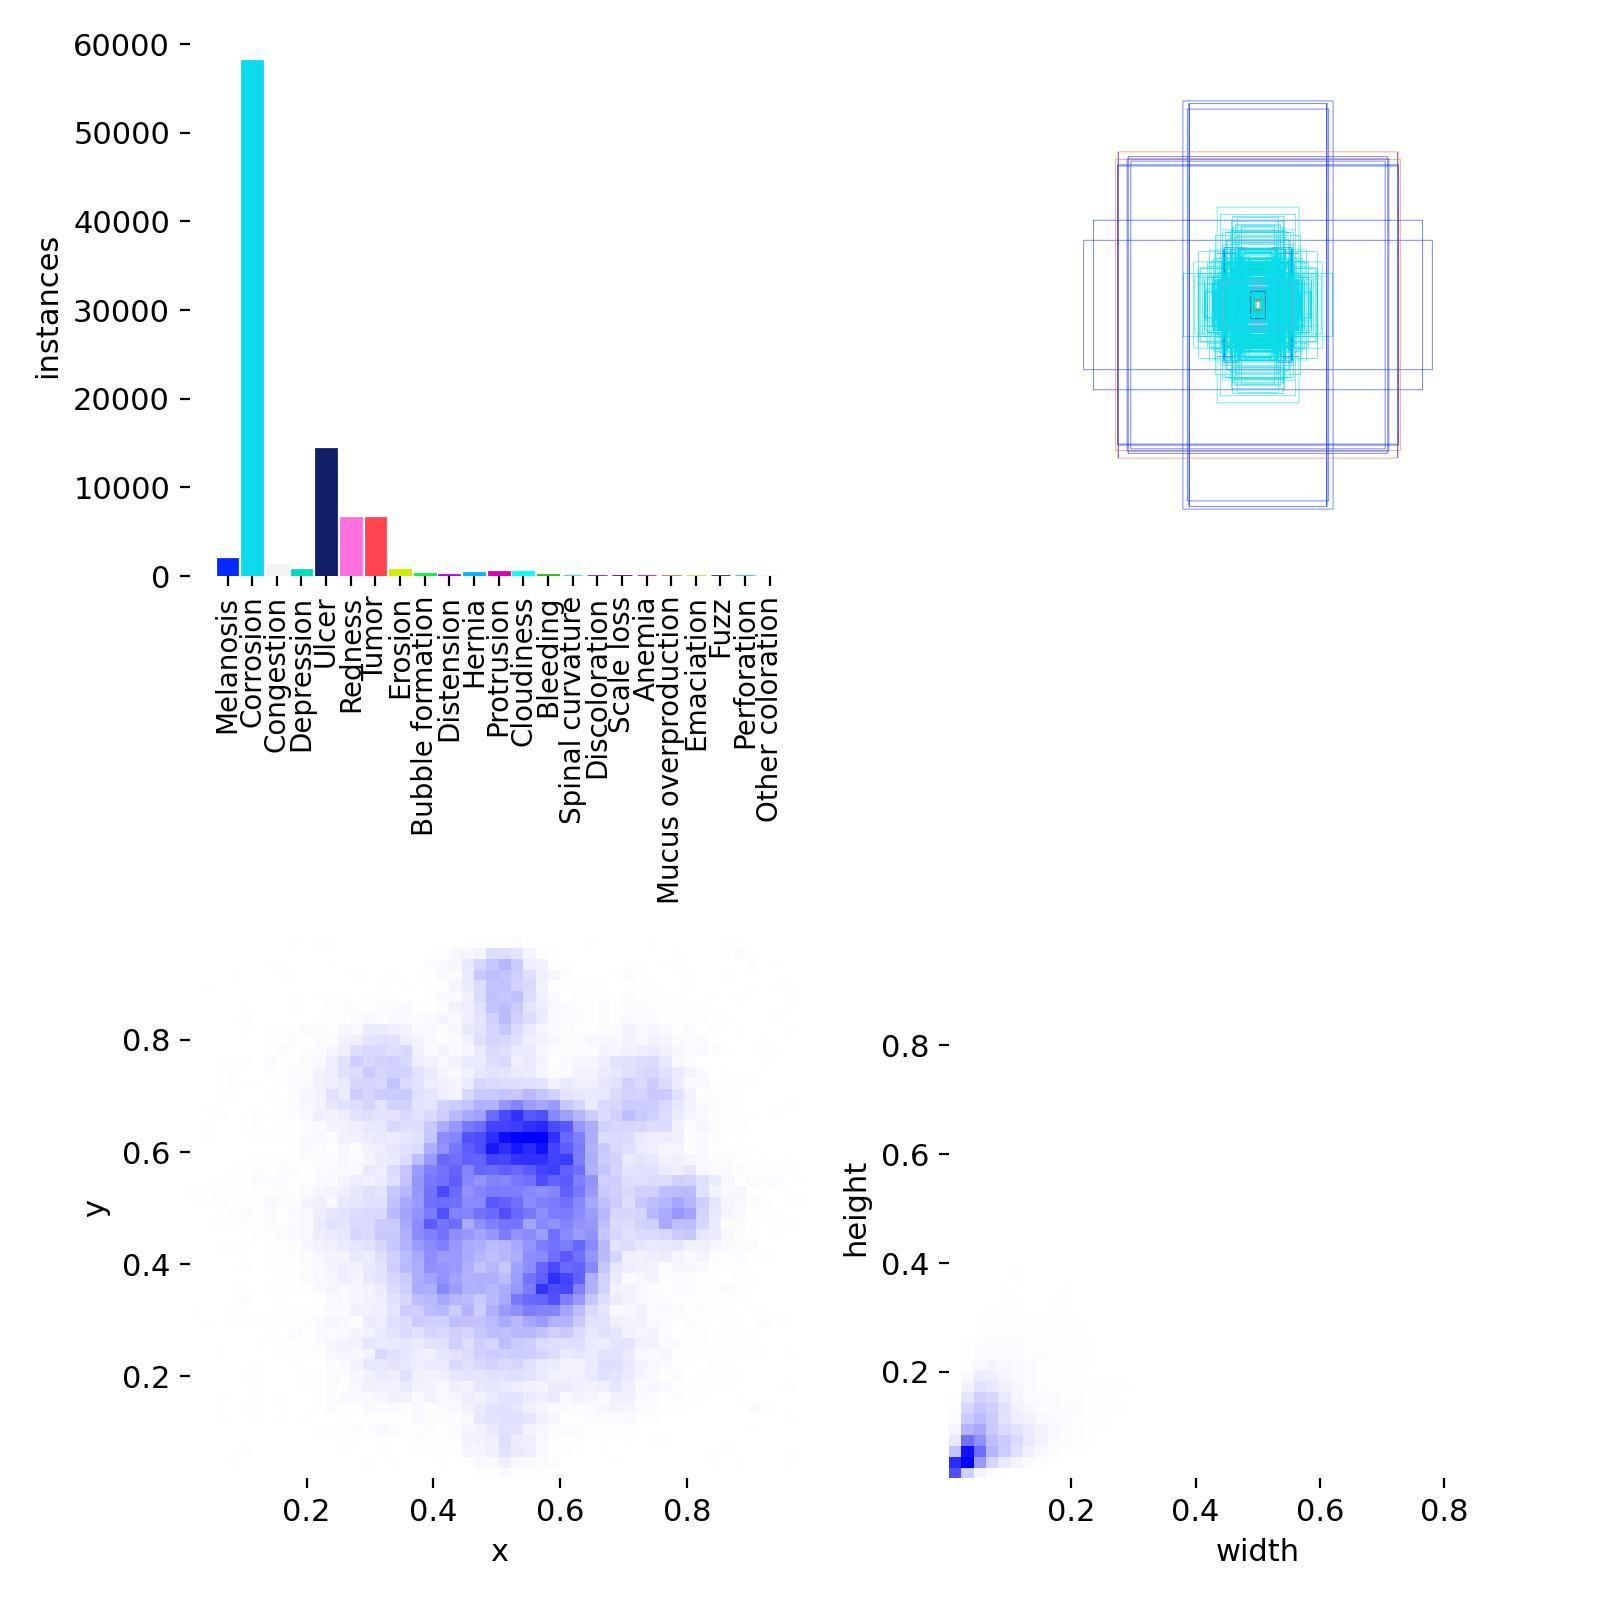 60000
50000
40000
30000
20000
10000
0
instances
Melanosis
Corrosion
Congestion
Depression
Ulcer
Redness
Tumor
Erosion
Bubble formation
Distension
Hernia
Protrusion
Cloudiness
Bleeding
Spinal curvature
Discoloration
Scale loss
Anemia
Mucus overproduction
Emaciation
Fuzz
Perforation
Other coloration
0.8
0.6
0.4
0.2
y
0.2 0.4 0.6 0.8
x
0.8
0.6
0.4
0.2
height
0.2 0.4 0.6 0.8
width